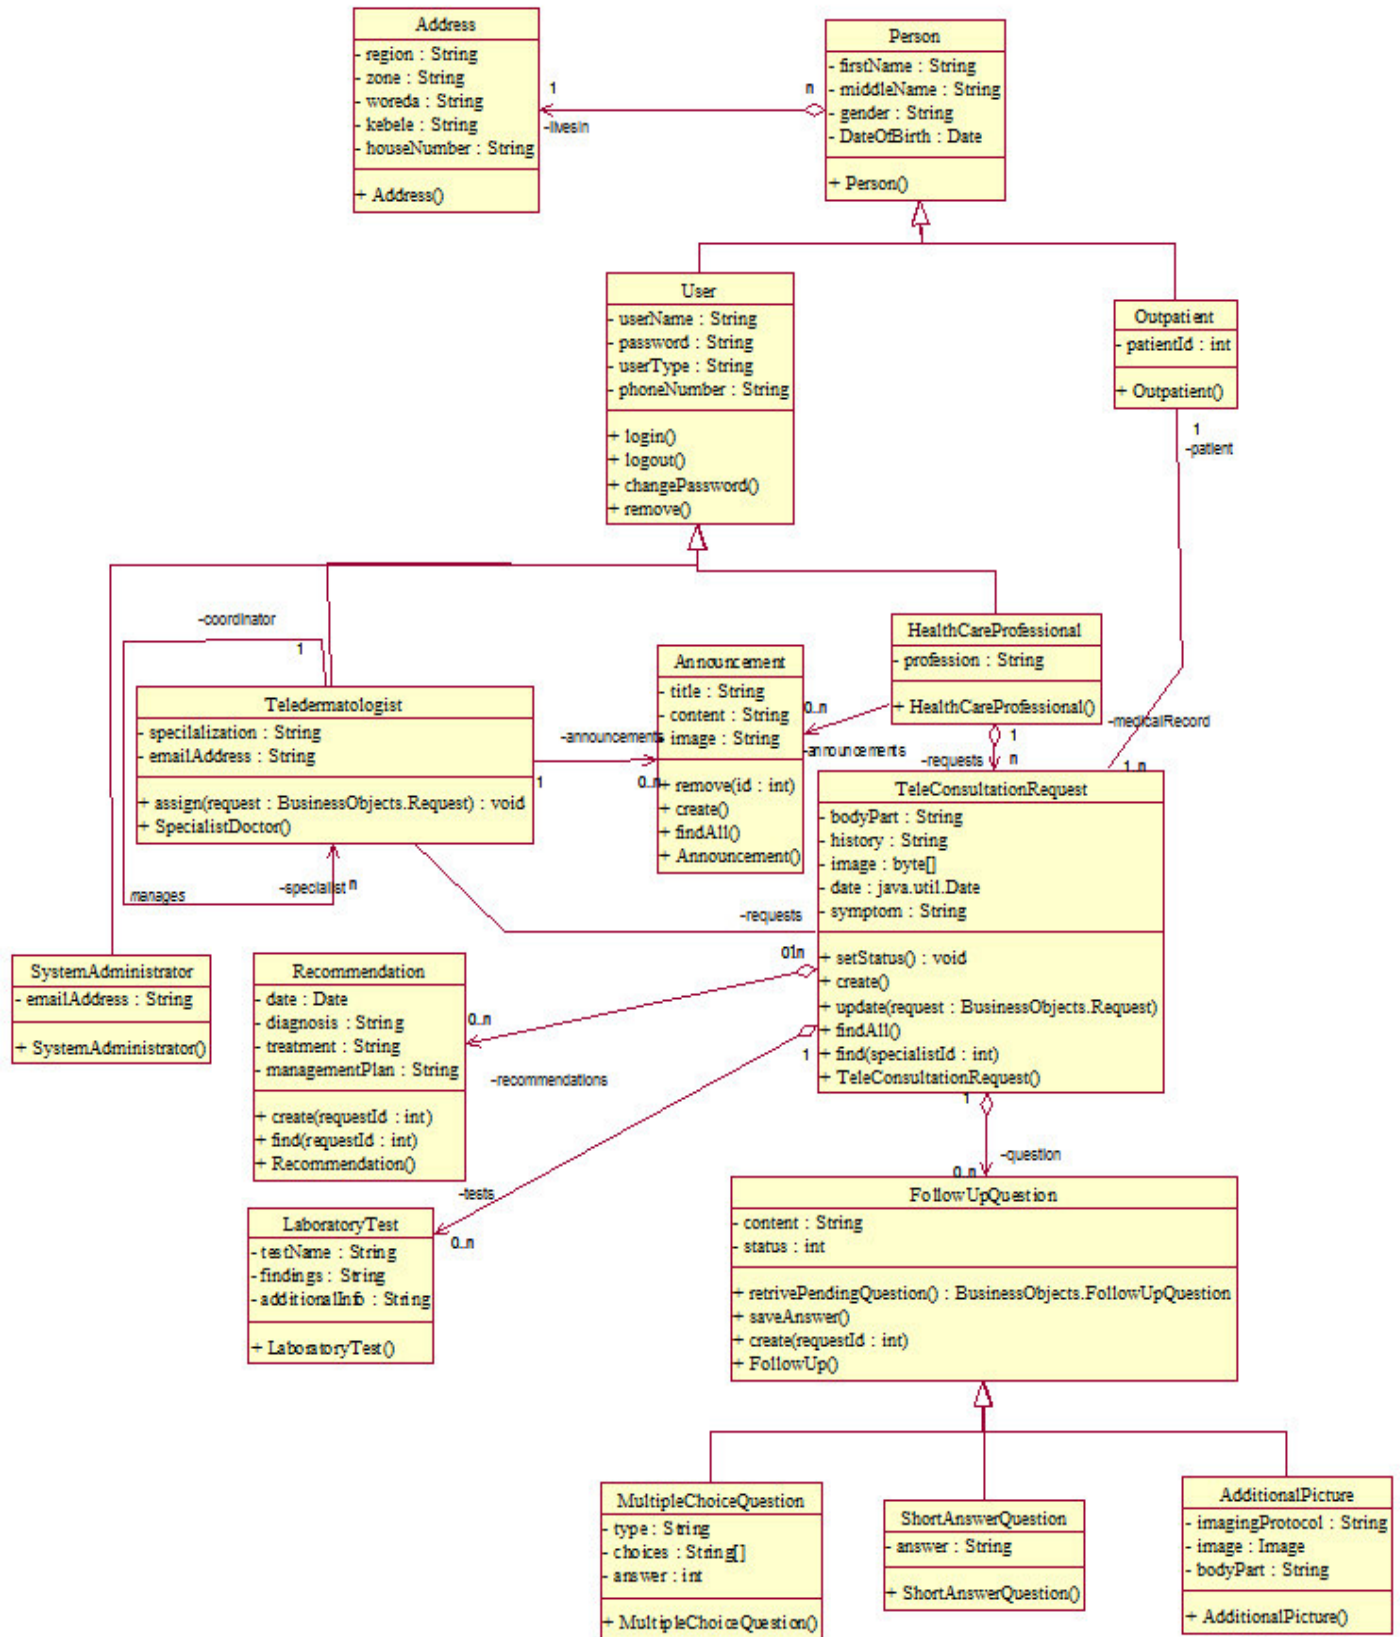 Address
- region : String
- zone : String
- woreda : String
- kebele : String
- houseNumber : String
+ Address()
1
-livesIn
n
Person
- firstName : String
- middleName : String
- gender : String
- DateOfBirth : Date
+ Person()
User
- userName : String
- password : String
- userType : String
- phoneNumber : String
+ login()
+ logout()
+ changePassword()
+ remove()
Outpatient
- patientId : int
+ Outpatient()
1
-patient
-coordinator
1
Teledermatologist
- specilalization : String
- emailAddress : String
+ assign(request : BusinessObjects.Request) : void
+ SpecialistDoctor()
manages
-specialist
n
-announcements
1
0..n
Announcement
- title : String
- content : String
- image : String
+ remove(id : int)
+ create()
+ findAll()
+ Announcement()
0..n
-announcements
HealthCareProfessional
- profession : String
+ HealthCareProfessional()
1
-requests
n
-medicalRecord
1..n
TeleConsultationRequest
- bodyPart : String
- history : String
- image : byte[]
- date : java.util.Date
- symptom : String
+ setStatus() : void
+ create()
+ update(request : BusinessObjects.Request)
+ findAll()
+ find(specialistId : int)
+ TeleConsultationRequest()
-requests
01n
SystemAdministrator
- emailAddress : String
+ SystemAdministrator()
Recommendation
- date : Date
- diagnosis : String
- treatment : String
- managementPlan : String
+ create(requestId : int)
+ find(requestId : int)
+ Recommendation()
0..n
-recommendations
1
-tests
0..n
LaboratoryTest
- testName : String
- findings : String
- additionalInfo : String
+ LaboratoryTest()
1
-question
0..n
FollowUpQuestion
- content : String
- status : int
+ retrivePendingQuestion() : BusinessObjects.FollowUpQuestion
+ saveAnswer()
+ create(requestId : int)
+ FollowUp()
MultipleChoiceQuestion
- type : String
- choices : String[]
- answer : int
+ MultipleChoiceQuestion()
ShortAnswerQuestion
- answer : String
+ ShortAnswerQuestion()
AdditionalPicture
- imagingProtocol : String
- image : Image
- bodyPart : String
+ AdditionalPicture()